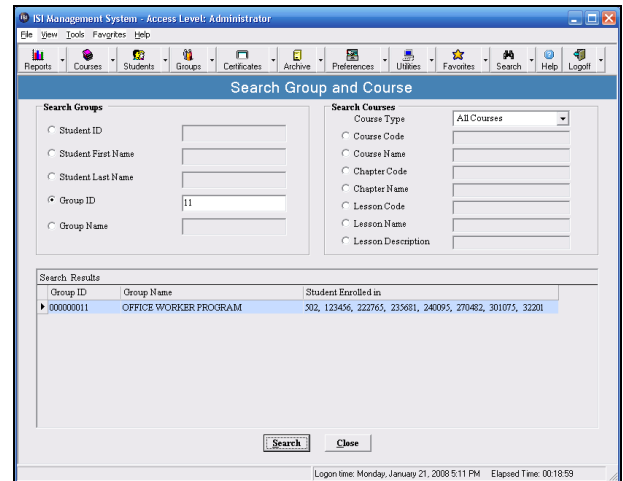 ISI Management System - Access Level: Administrator
File View Tools Favorites Help
Reports Courses Students Groups Certificates Archive Preferences Utilities Favorites Search Help Logoff
Search Group and Course
Search Groups
Student ID
Student First Name
Student Last Name
Group ID 11
Group Name
Search Courses
Course Type All Courses
Course Code
Course Name
Chapter Code
Chapter Name
Lesson Code
Lesson Name
Lesson Description
Search Results
Group ID Group Name Student Enrolled in
000000011 OFFICE WORKER PROGRAM 502, 123456, 222765, 235681, 240095, 270482, 301075, 32201
Search Close
Logon time: Monday, January 21, 2008 5:11 PM Elapsed Time: 00:18:59